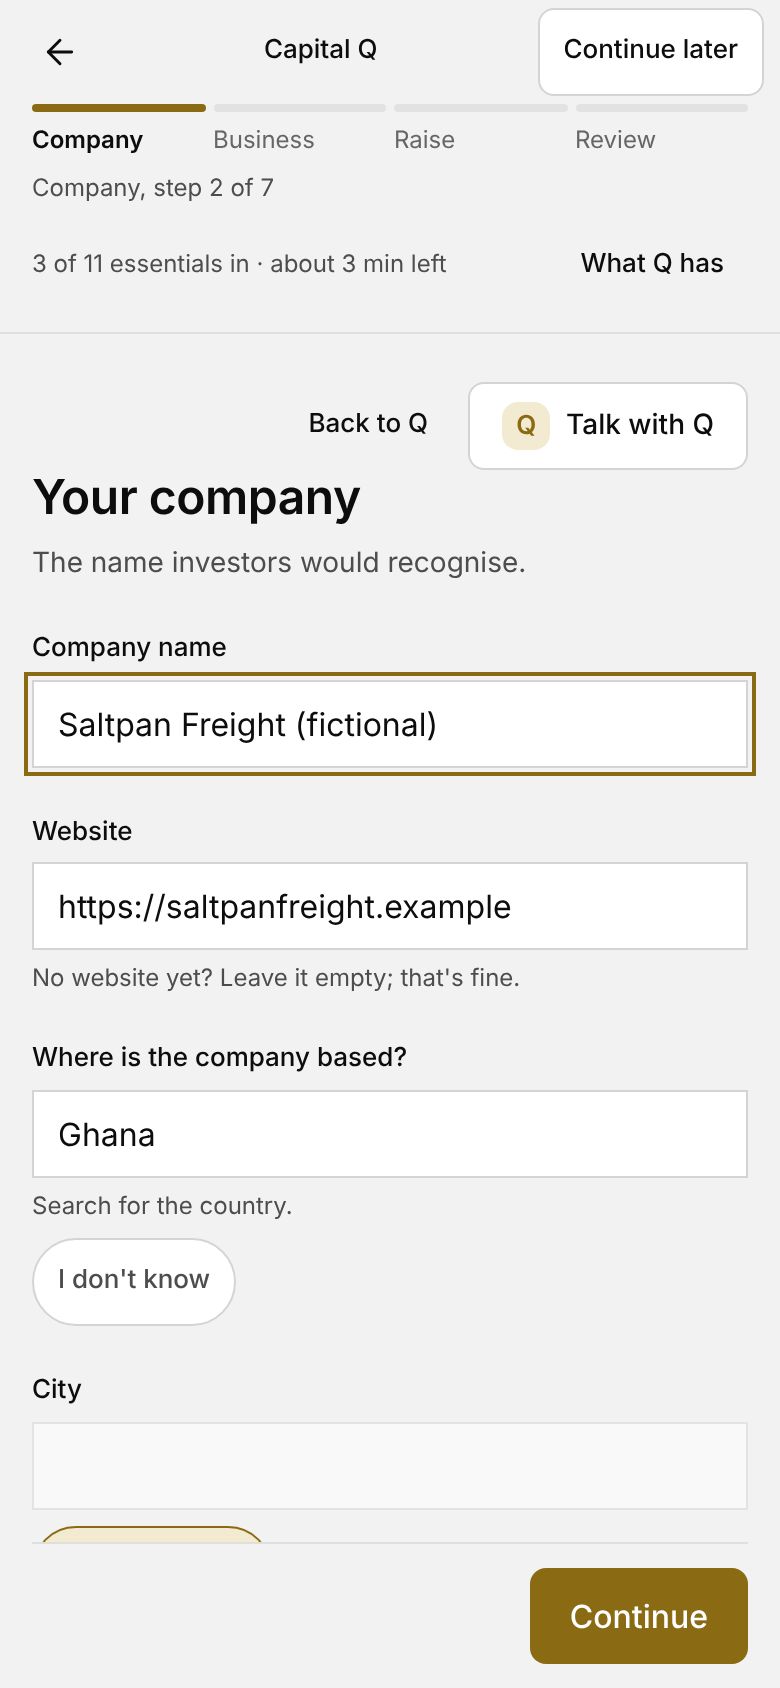 Capital Q
Continue later
Company
Business
Raise
Review
Company, step 2 of 7
3 of 11 essentials in · about 3 min left
What Q has
Back to Q
Q Talk with Q
Your company
The name investors would recognise.
Company name
Saltpan Freight (fictional)
Website
https://saltpanfreight.example
No website yet? Leave it empty; that's fine.
Where is the company based?
Ghana
Search for the country.
I don't know
City
Continue